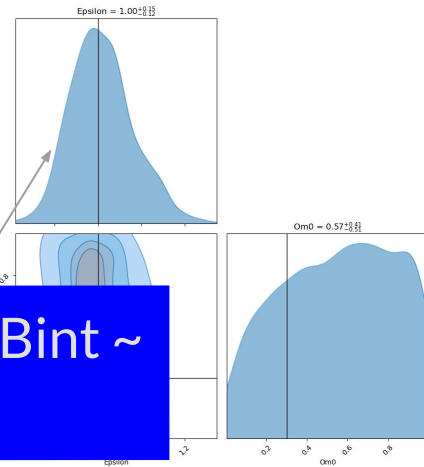 Epsilon = 1.00^{+0.15}_{-0.12}
Om0 = 0.57^{+0.41}_{-0.51}
0.8
Bint ~
1.2
Epsilon
0.2 0.4 0.6 0.8
Om0